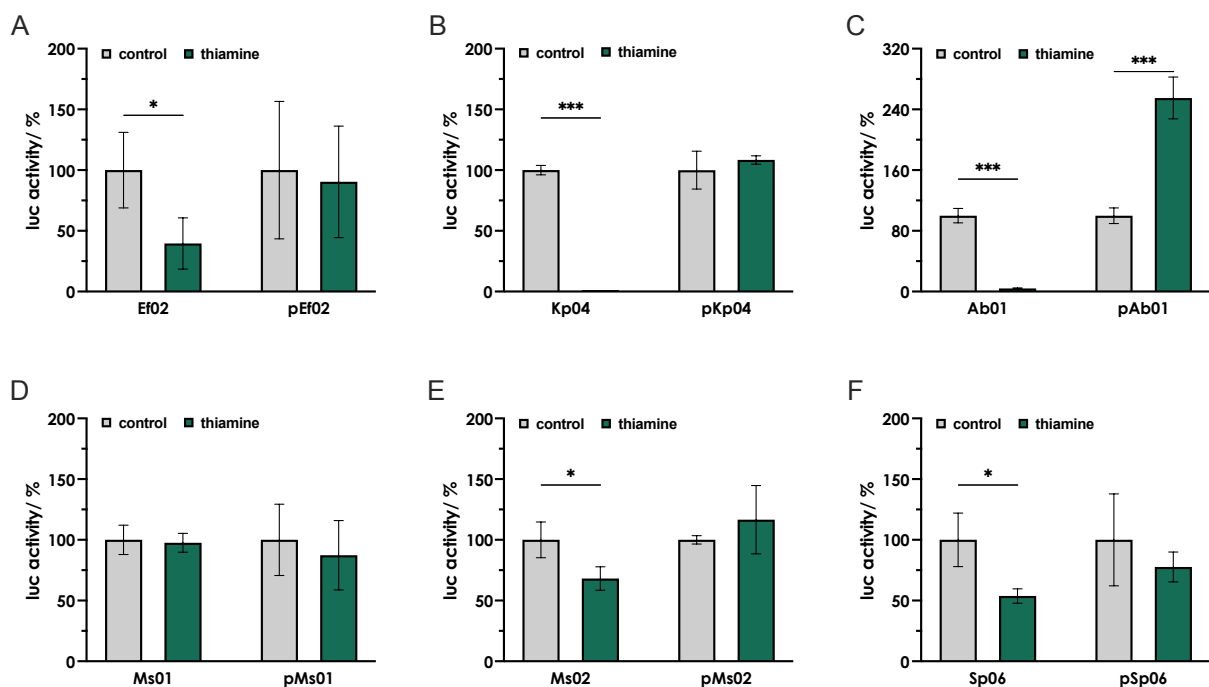 A
control thiamine
luc activity/ %
200
150
100
50
0
*
Ef02 pEf02
B
control thiamine
luc activity/ %
200
150
100
50
0
***
Kp04 pKp04
C
control thiamine
luc activity/ %
320
240
160
80
0
***
***
Ab01 pAb01
D
control thiamine
luc activity/ %
200
150
100
50
0
Ms01 pMs01
E
control thiamine
luc activity/ %
200
150
100
50
0
*
Ms02 pMs02
F
control thiamine
luc activity/ %
200
150
100
50
0
*
Sp06 pSp06